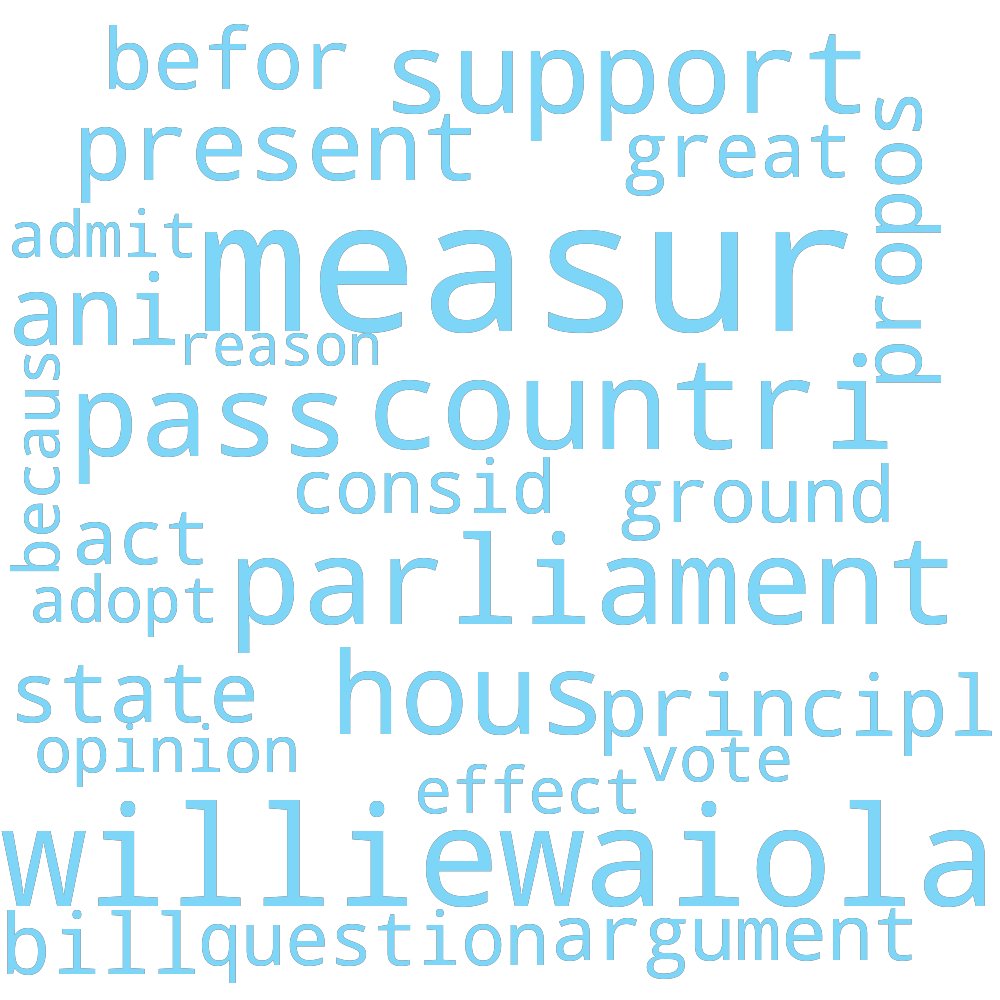 befor support
present great
propos
admit measur
ani
reason
becaus
pass countri
consid ground
act
adopt parliament
state hous principl
opinion vote
effect
williewaiola
bill question argument